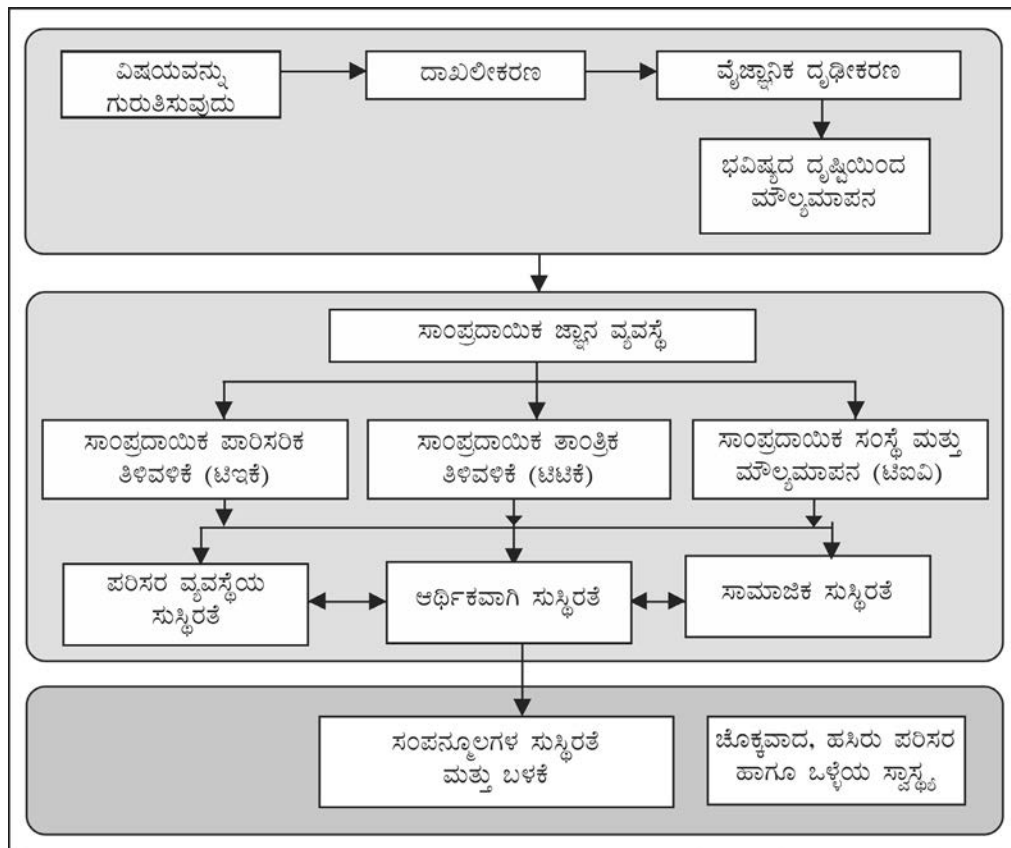 ವಿಷಯವನ್ನು
ಗುರುತಿಸುವುದು
ದಾಖಲೀಕರಣ
ವೈಜ್ಞಾನಿಕ ದೃಢೀಕರಣ
ಭವಿಷ್ಯದ ದೃಷ್ಟಿಯಿಂದ
ಮೌಲ್ಯಮಾಪನ
ಸಾಂಪ್ರದಾಯಿಕ ಜ್ಞಾನ ವ್ಯವಸ್ಥೆ
ಸಾಂಪ್ರದಾಯಿಕ ಪಾರಿಸರಿಕ
ತಿಳಿವಳಿಕೆ (ಟಿಇಕೆ)
ಸಾಂಪ್ರದಾಯಿಕ ತಾಂತ್ರಿಕ
ತಿಳಿವಳಿಕೆ (ಟಿಟಿಕೆ)
ಸಾಂಪ್ರದಾಯಿಕ ಸಂಸ್ಥೆ ಮತ್ತು
ಮೌಲ್ಯಮಾಪನ (ಟಿಐವಿ)
ಪರಿಸರ ವ್ಯವಸ್ಥೆಯ
ಸುಸ್ಥಿರತೆ
ಆರ್ಥಿಕವಾಗಿ ಸುಸ್ಥಿರತೆ
ಸಾಮಾಜಿಕ ಸುಸ್ಥಿರತೆ
ಸಂಪನ್ಮೂಲಗಳ ಸುಸ್ಥಿರತೆ
ಮತ್ತು ಬಳಕೆ
ಚೊಕ್ಕವಾದ, ಹಸಿರು ಪರಿಸರ
ಹಾಗೂ ಒಳ್ಳೆಯ ಸ್ವಾಸ್ಥ್ಯ